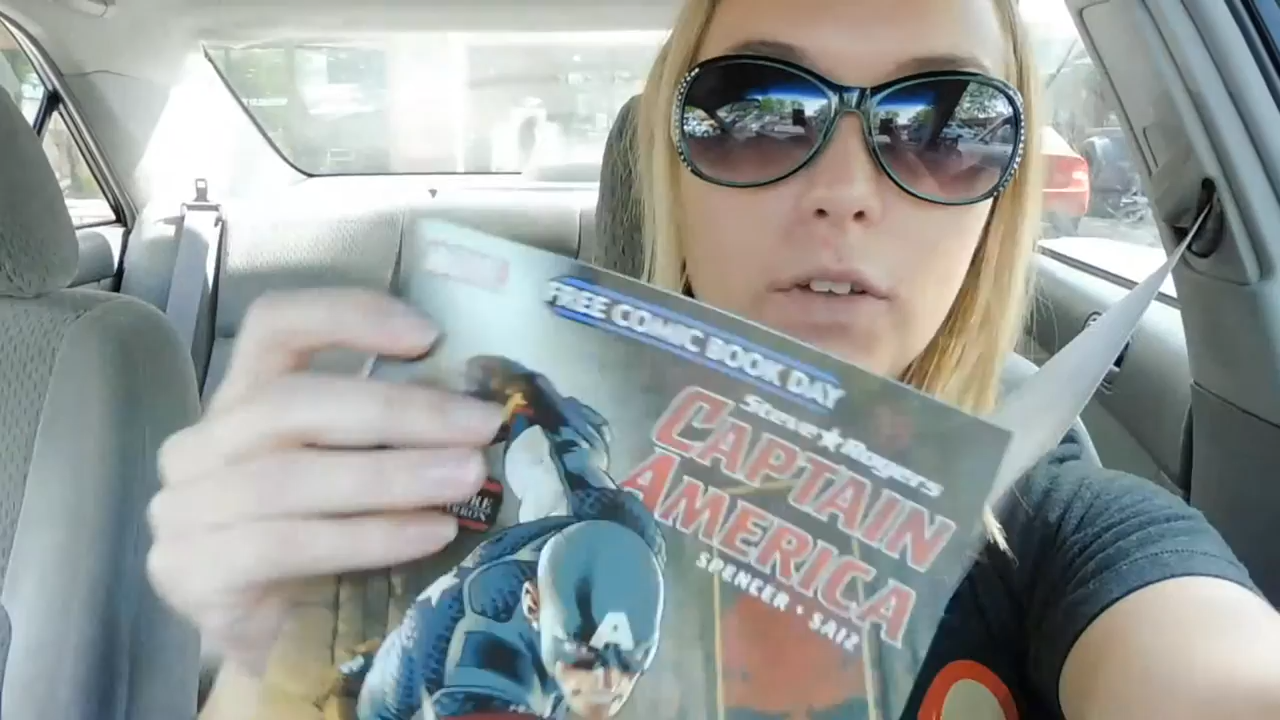 FREE COMIC BOOK DAY
Steve★Rogers
CAPTAIN
AMERICA
SPENCER • SAIZ
A